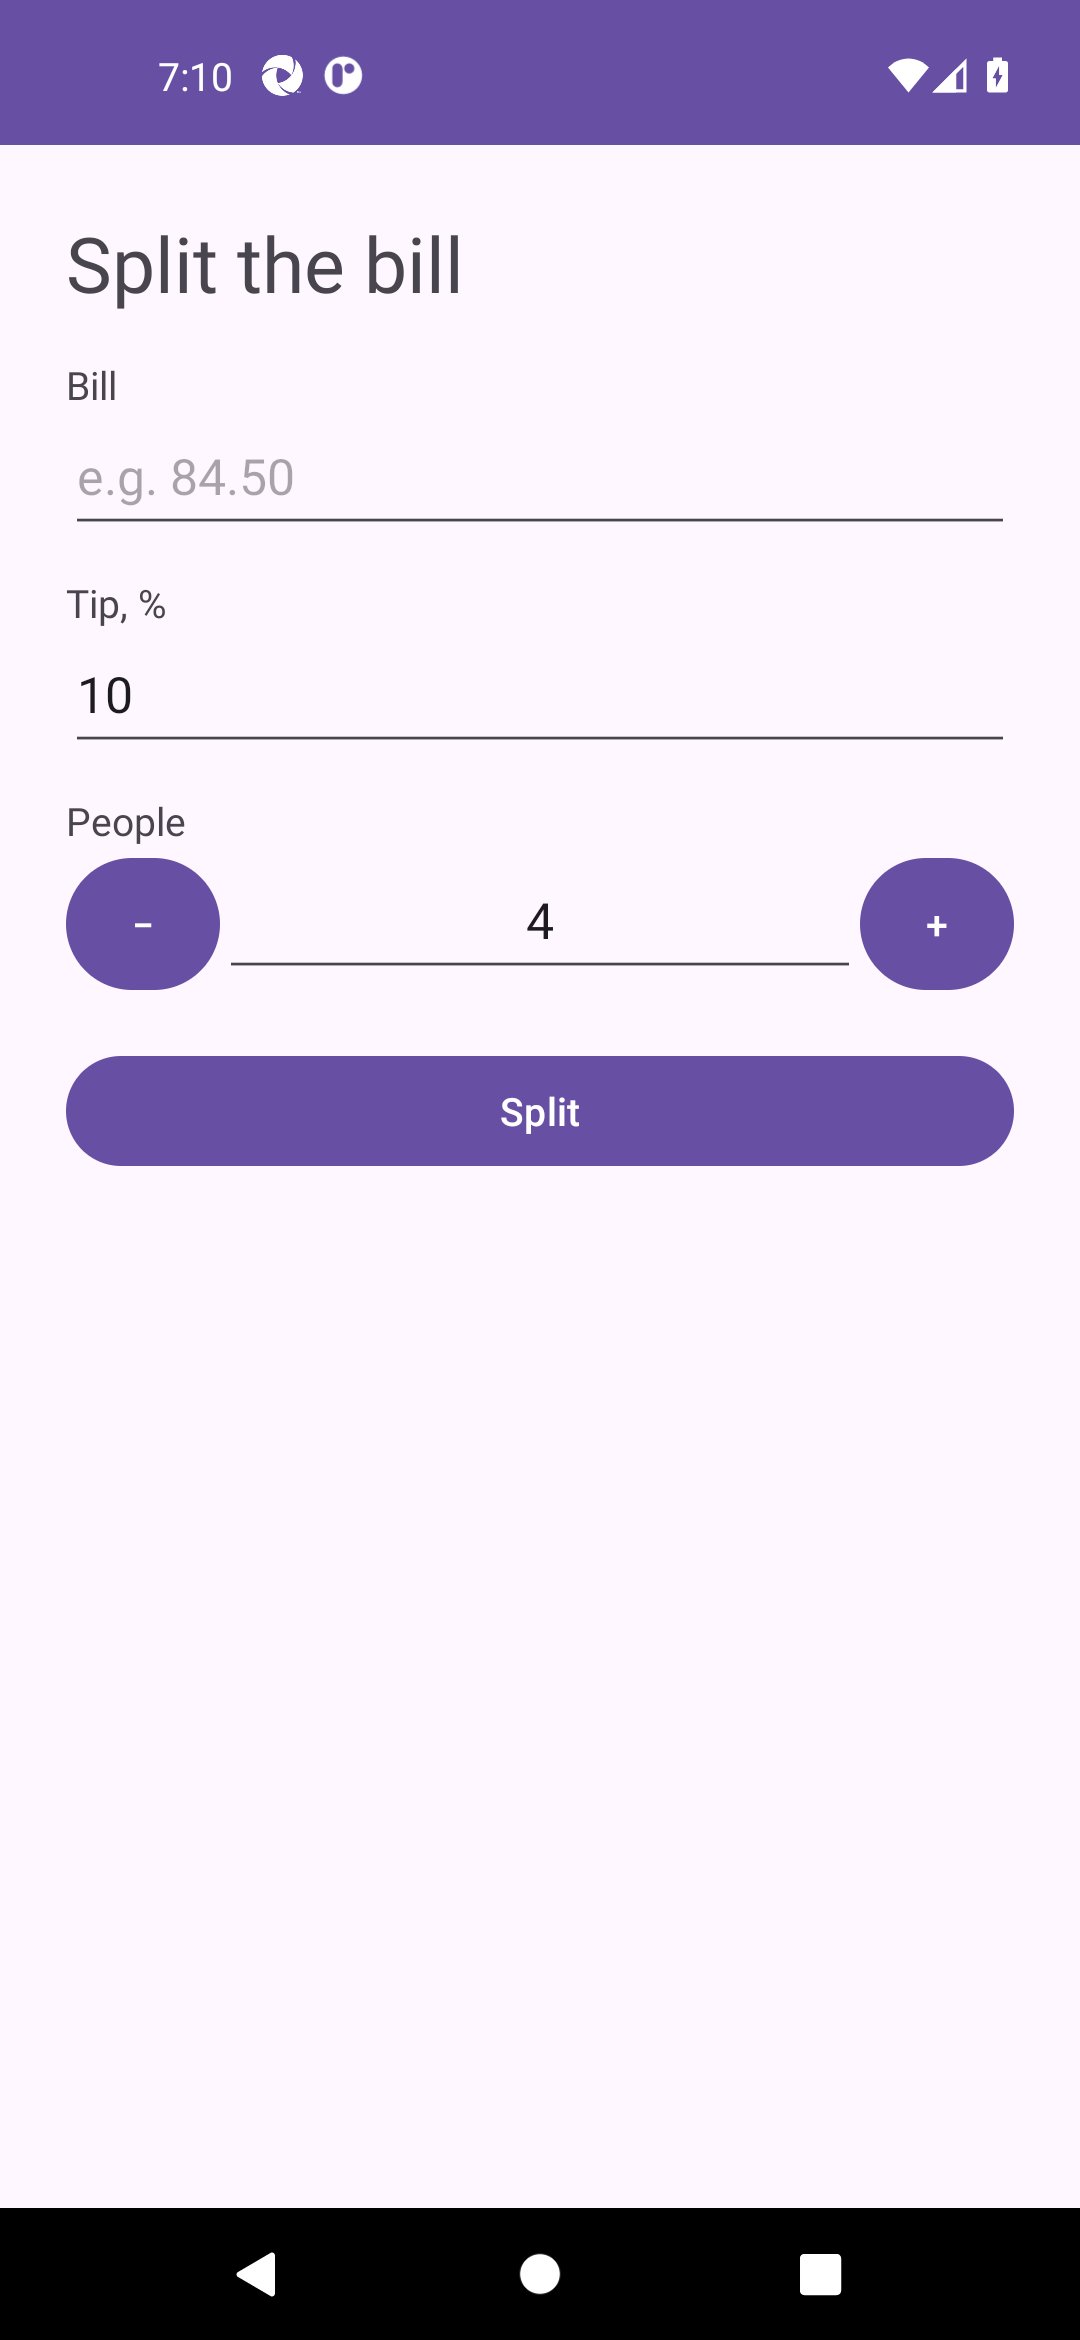 7:10
Split the bill
Bill
e.g. 84.50
Tip, %
10
People
− 4 +
Split